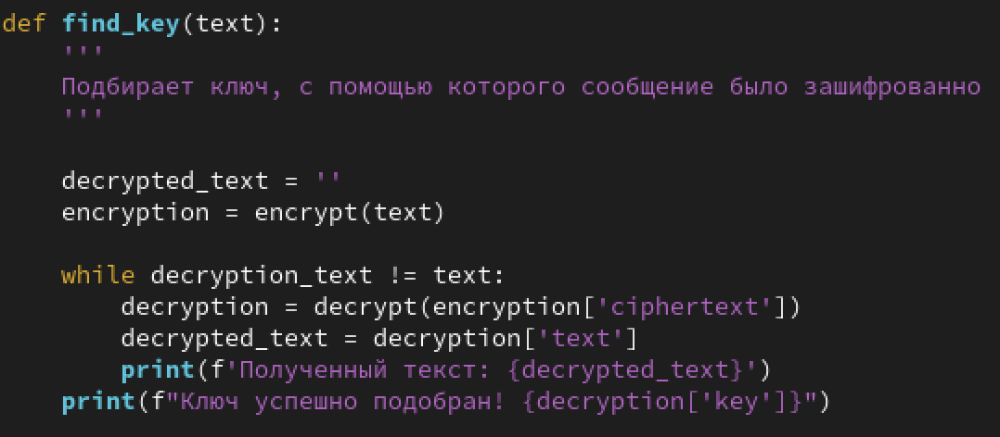 def find_key(text):
'''
Подбирает ключ, с помощью которого сообщение было зашифрованно
'''
decrypted_text = ''
encryption = encrypt(text)
while decryption_text != text:
decryption = decrypt(encryption['ciphertext'])
decrypted_text = decryption['text']
print(f'Полученный текст: {decrypted_text}')
print(f"Ключ успешно подобран! {decryption['key']}")